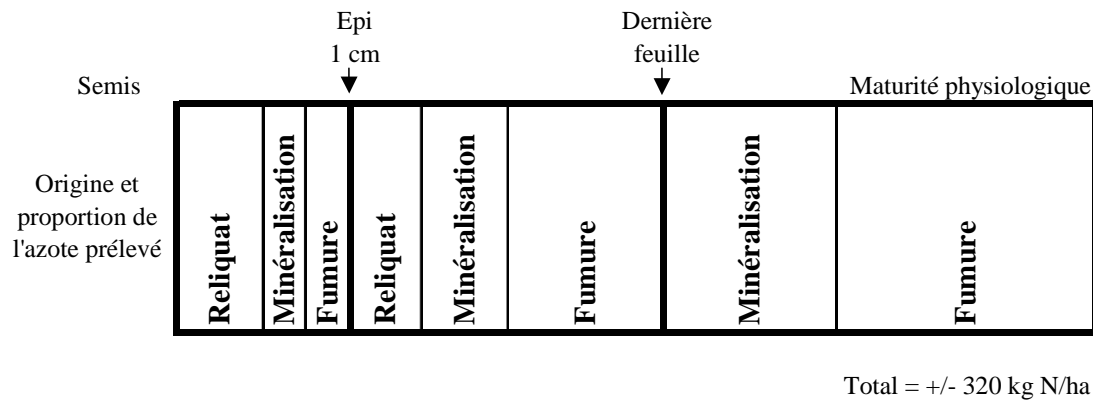 Epi
1 cm
Dernière
feuille
Semis
Maturité physiologique
Origine et
proportion de
l'azote prélevé
Reliquat
Minéralisation
Fumure
Reliquat
Minéralisation
Fumure
Minéralisation
Fumure
Total = +/- 320 kg N/ha